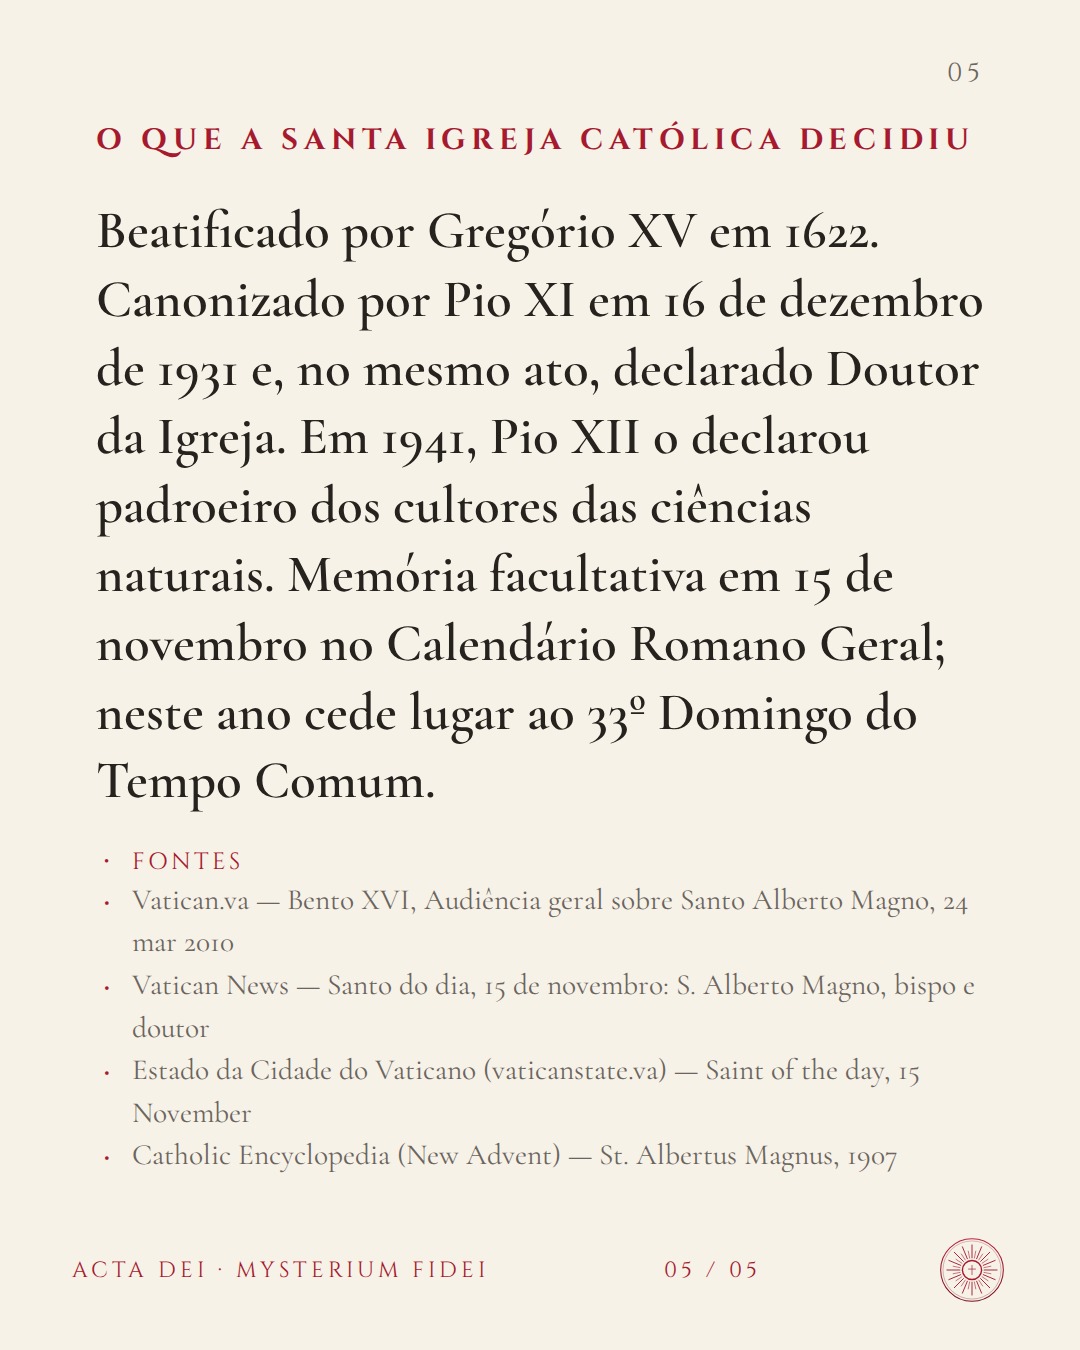 05
O QUE A SANTA IGREJA CATÓLICA DECIDIU
Beatificado por Gregório XV em 1622.
Canonizado por Pio XI em 16 de dezembro
de 1931 e, no mesmo ato, declarado Doutor
da Igreja. Em 1941, Pio XII o declarou
padroeiro dos cultores das ciências
naturais. Memória facultativa em 15 de
novembro no Calendário Romano Geral;
neste ano cede lugar ao 33º Domingo do
Tempo Comum.
· FONTES
· Vatican.va — Bento XVI, Audiência geral sobre Santo Alberto Magno, 24
mar 2010
· Vatican News — Santo do dia, 15 de novembro: S. Alberto Magno, bispo e
doutor
· Estado da Cidade do Vaticano (vaticanstate.va) — Saint of the day, 15
November
· Catholic Encyclopedia (New Advent) — St. Albertus Magnus, 1907
ACTA DEI · MYSTERIUM FIDEI
05 / 05